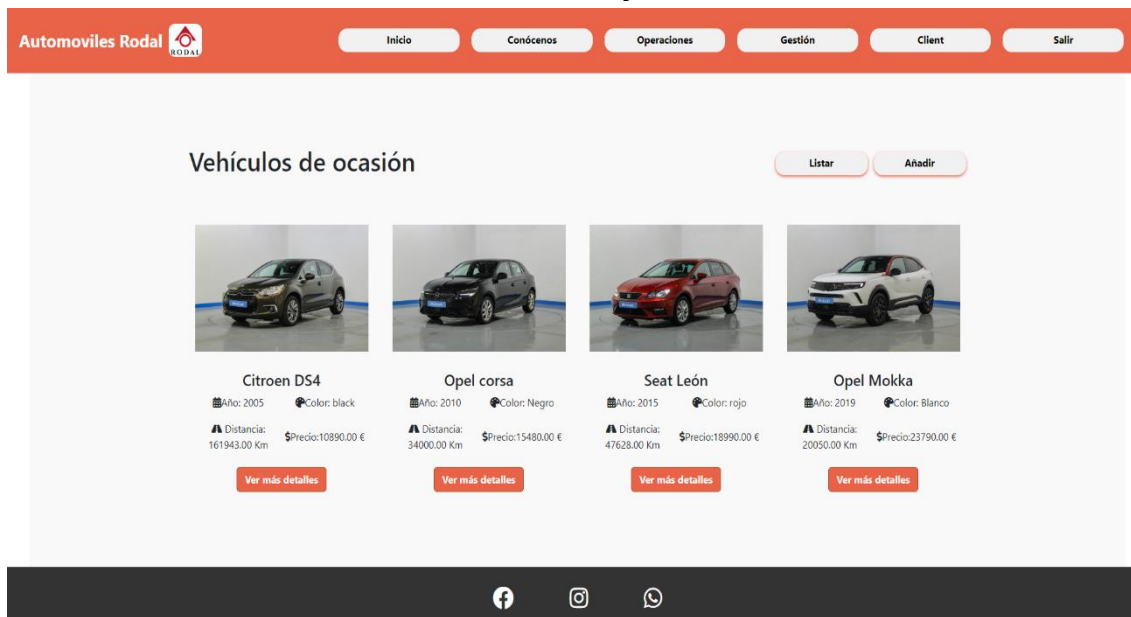 Automoviles Rodal
RODAL
Inicio
Conócenos
Operaciones
Gestión
Client
Salir
Vehículos de ocasión
Listar
Añadir
Citroen DS4
Año: 2005 Color: black
Distancia:
161943.00 Km
$Precio:10890.00 €
Ver más detalles
Opel corsa
Año: 2010 Color: Negro
Distancia:
34000.00 Km
$Precio:15480.00 €
Ver más detalles
Seat León
Año: 2015 Color: rojo
Distancia:
47628.00 Km
$Precio:18990.00 €
Ver más detalles
Opel Mokka
Año: 2019 Color: Blanco
Distancia:
20050.00 Km
$Precio:23790.00 €
Ver más detalles